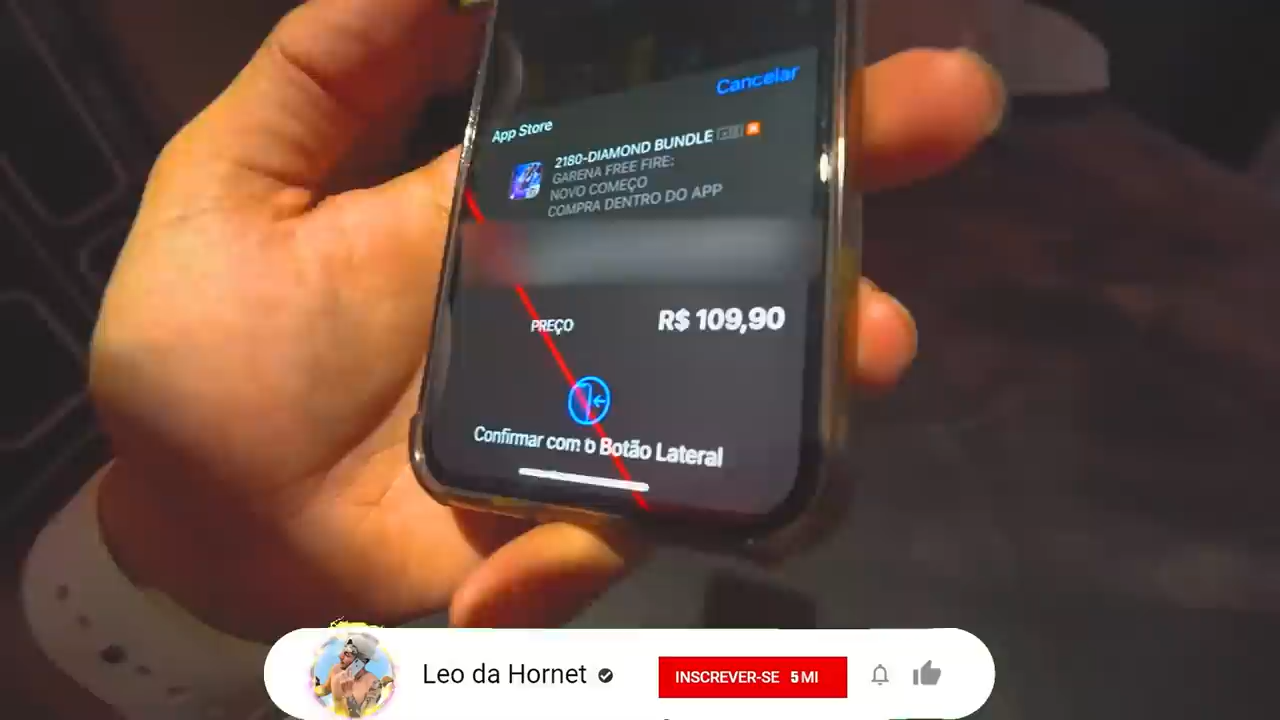 Cancelar
App Store
2180-DIAMOND BUNDLE
GARENA FREE FIRE:
NOVO COMEÇO
COMPRA DENTRO DO APP
PREÇO
R$ 109,90
Confirmar com o Botão Lateral
Leo da Hornet
INSCREVER-SE 5 MI